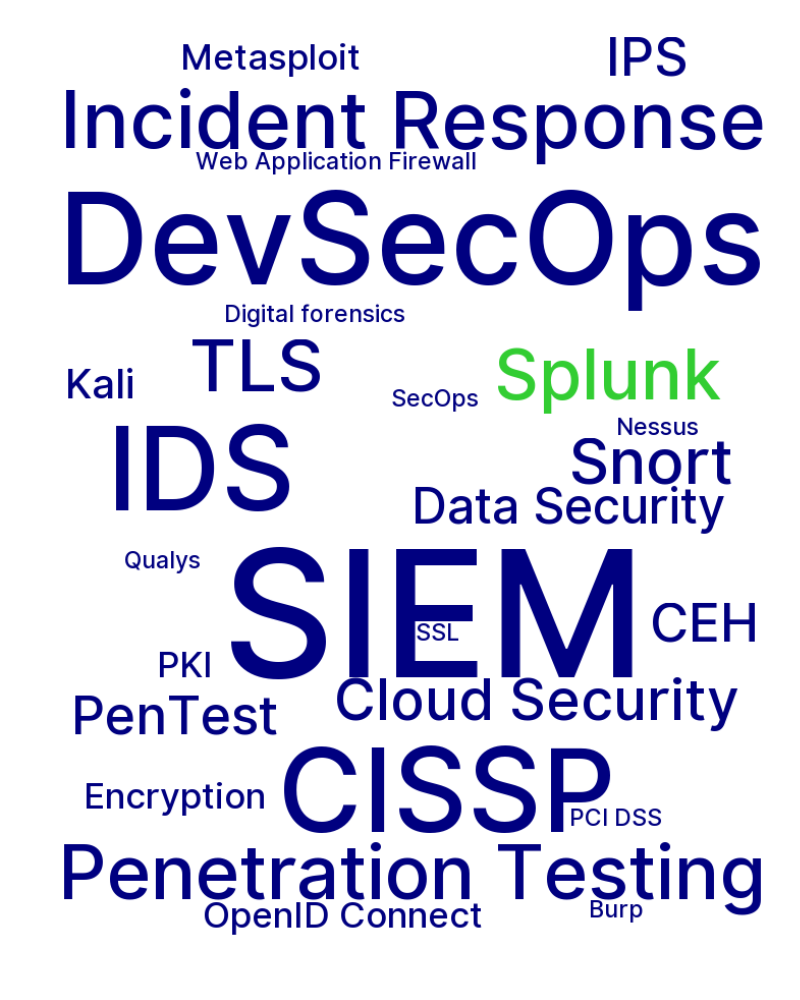 Metasploit
IPS
Incident Response
Web Application Firewall
DevSecOps
Digital forensics
TLS
Splunk
Kali
SecOps
Nessus
IDS
Snort
Data Security
Qualys
SIEM
CEH
SSL
PKI
Cloud Security
PenTest
CISSP
Encryption
PCI DSS
Penetration Testing
OpenID Connect
Burp